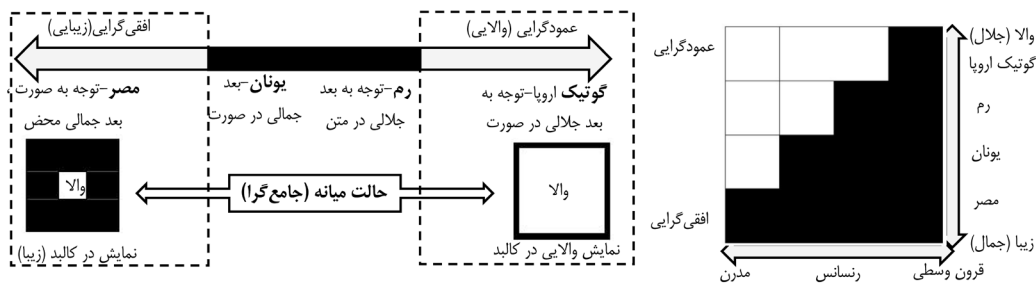 عمودگرایی (والایی)
افقی‌گرایی(زیبایی)
گوتیک اروپا-توجه به
بعد جلالی در صورت
رم-توجه به بعد
جلالی در متن
یونان-بعد
جمالی در صورت
مصر-توجه به صورت،
بعد جمالی محض
والا
حالت میانه (جامع‌گرا)
والا
نمایش والایی در کالبد
نمایش در کالبد (زیبا)
والا (جلال)
گوتیک اروپا
رم
یونان
مصر
زیبا (جمال)
عمودگرایی
افقی‌گرایی
قرون وسطی
رنسانس
مدرن